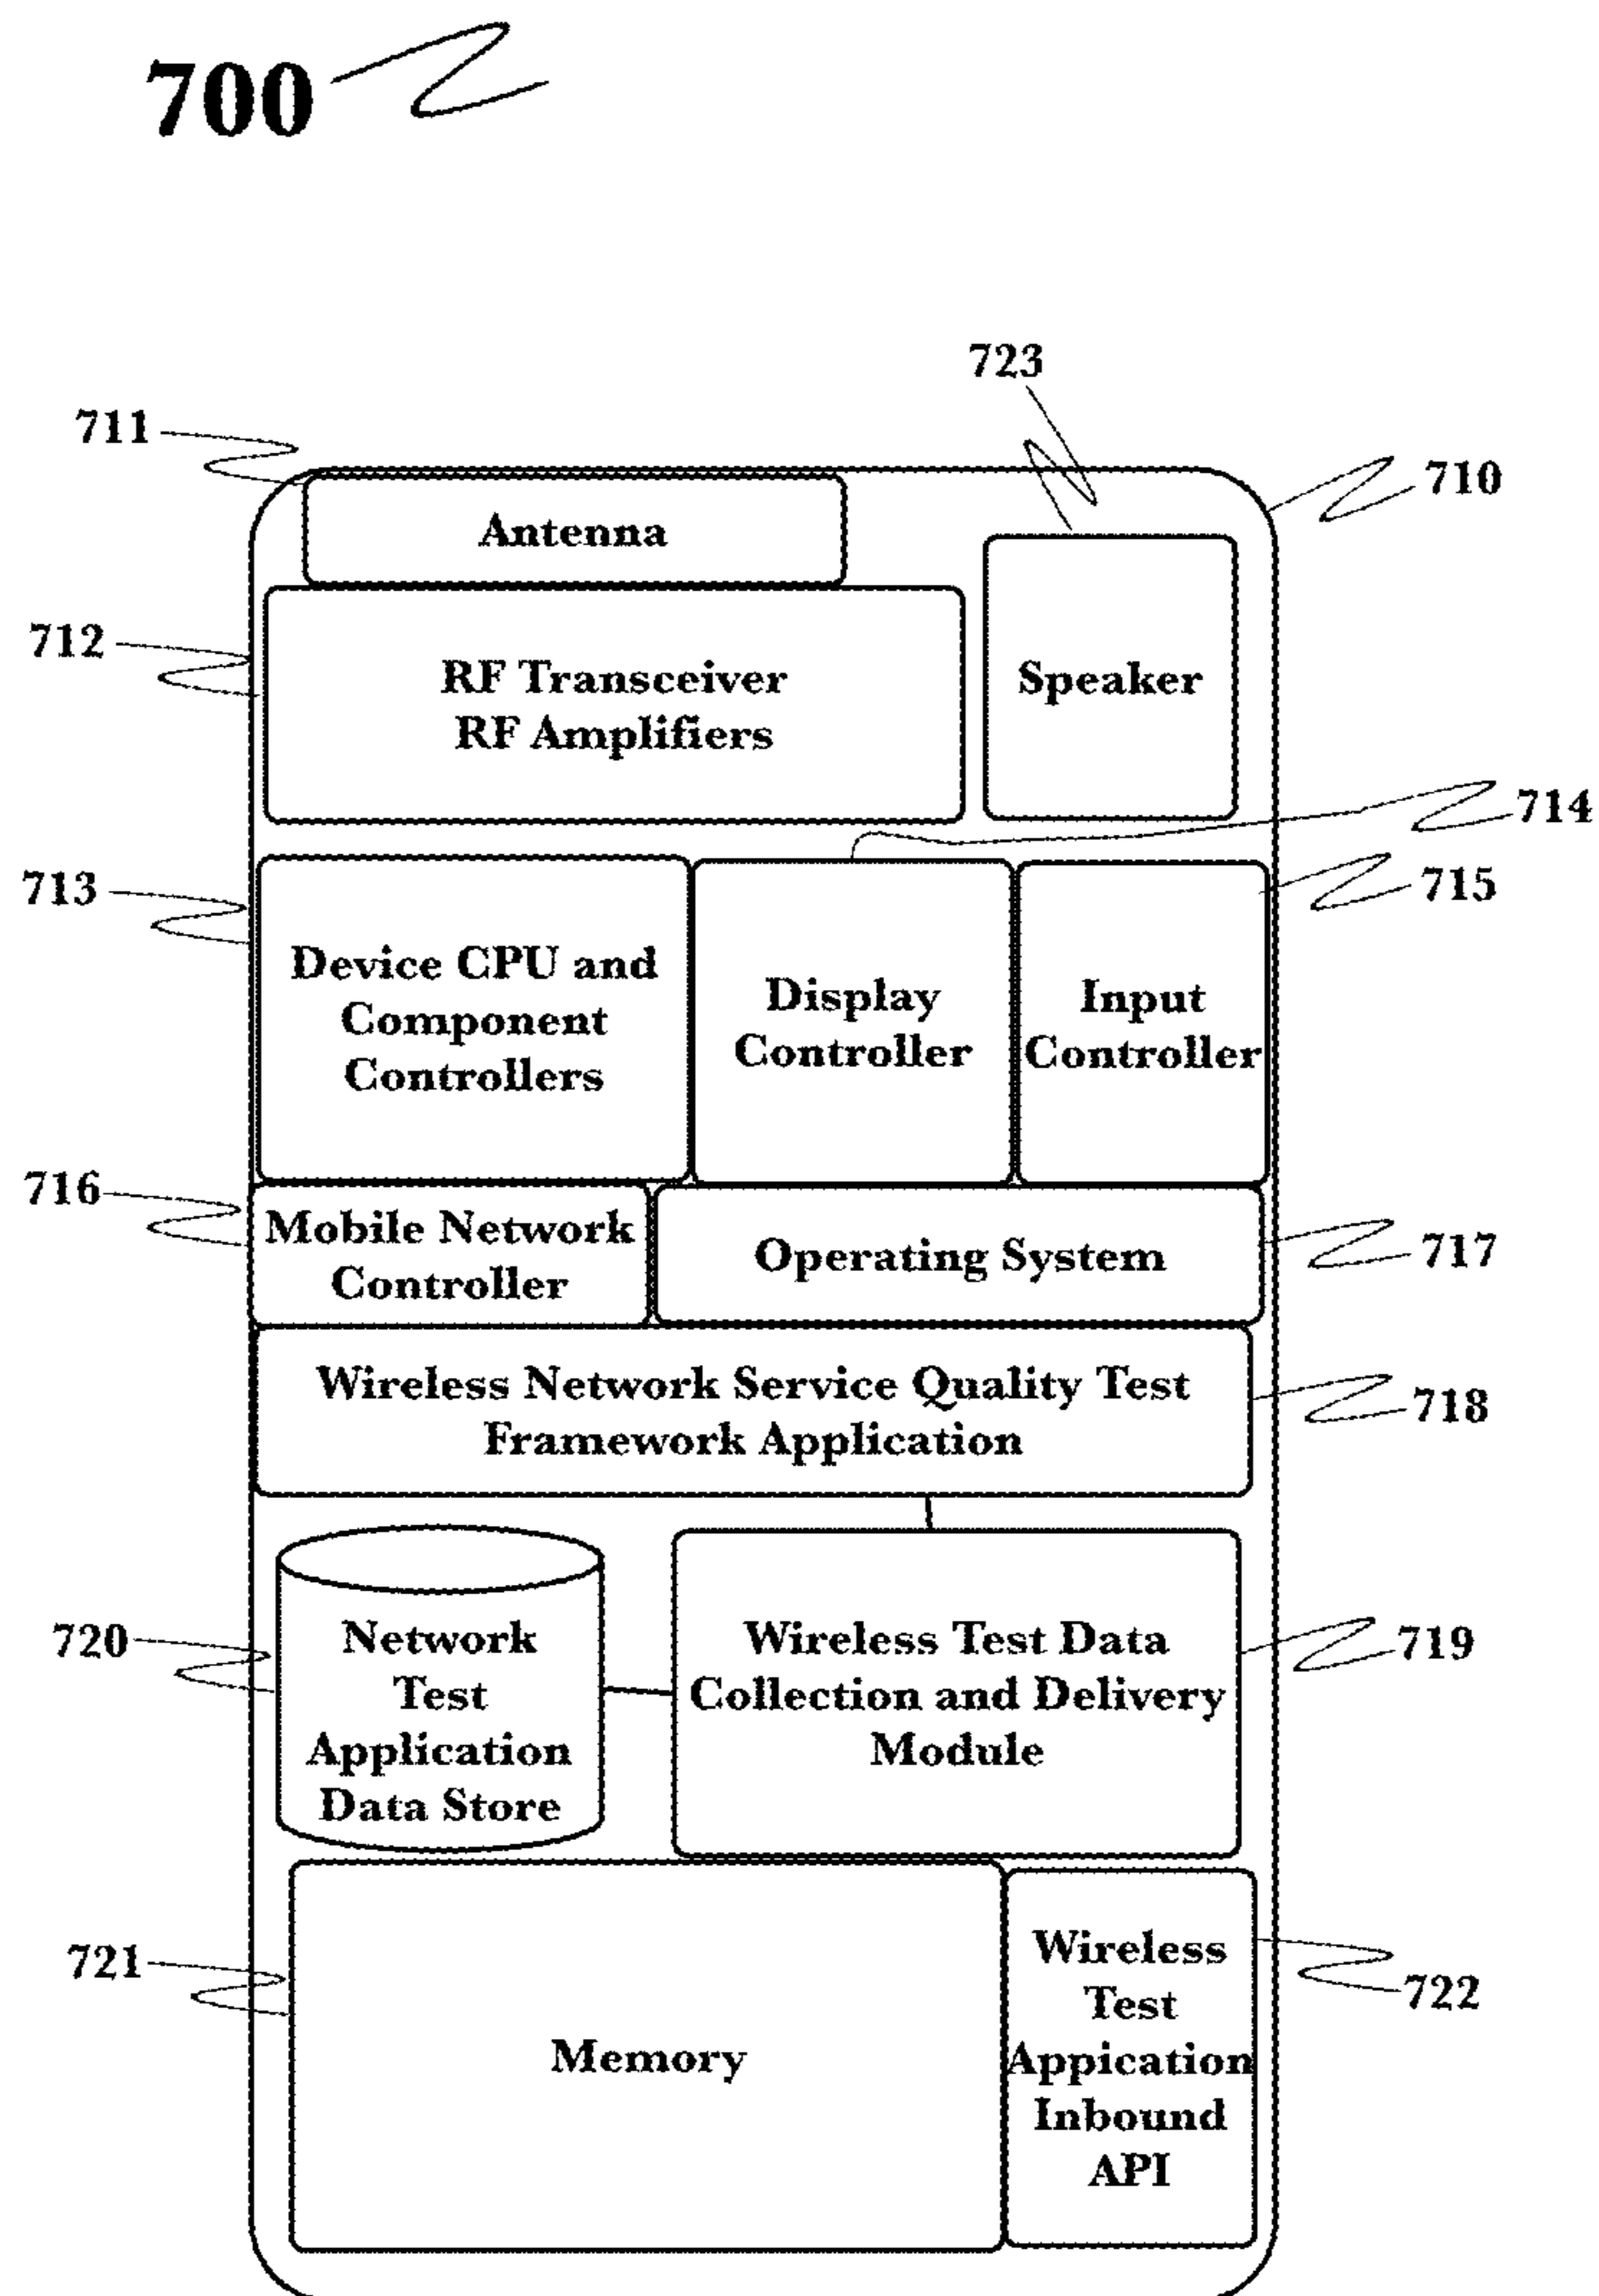 700
723
711
710
Antenna
712
RF Transceiver
RF Amplifiers
Speaker
714
713
715
Device CPU and
Component
Controllers
Display
Controller
Input
Controller
716
Mobile Network
Controller
Operating System
717
Wireless Network Service Quality Test
Framework Application
718
720
Network
Test
Application
Data Store
Wireless Test Data
Collection and Delivery
Module
719
721
Memory
Wireless
Test
Appication
Inbound
API
722